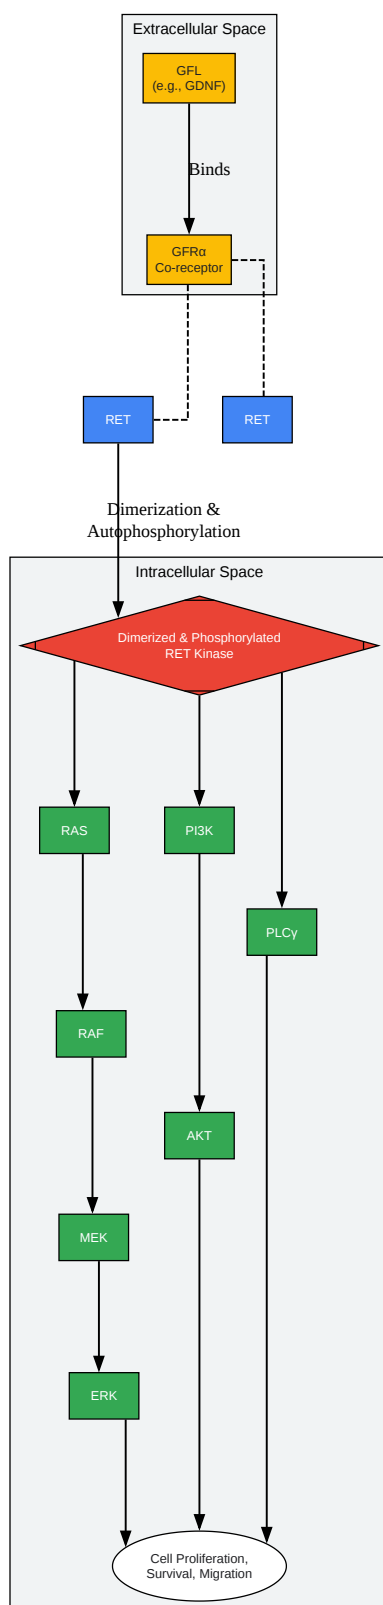 Extracellular Space
GFL
(e.g., GDNF)
Binds
GFRα
Co-receptor
RET
RET
Dimerization &
Autophosphorylation
Intracellular Space
Dimerized & Phosphorylated
RET Kinase
RAS
PI3K
PLCγ
RAF
AKT
MEK
ERK
Cell Proliferation,
Survival, Migration